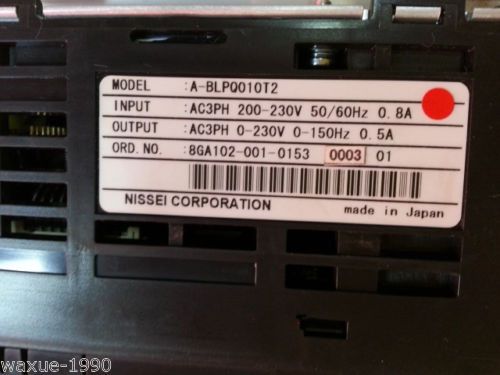 MODEL :A-BLPQ010T2
INPUT :AC3PH 200-230V 50/60Hz 0.8A
OUTPUT :AC3PH 0-230V 0-150Hz 0.5A
ORD. NO. :8GA102-001-0153 0003 01
NISSEI CORPORATION made in Japan
waxue-1990